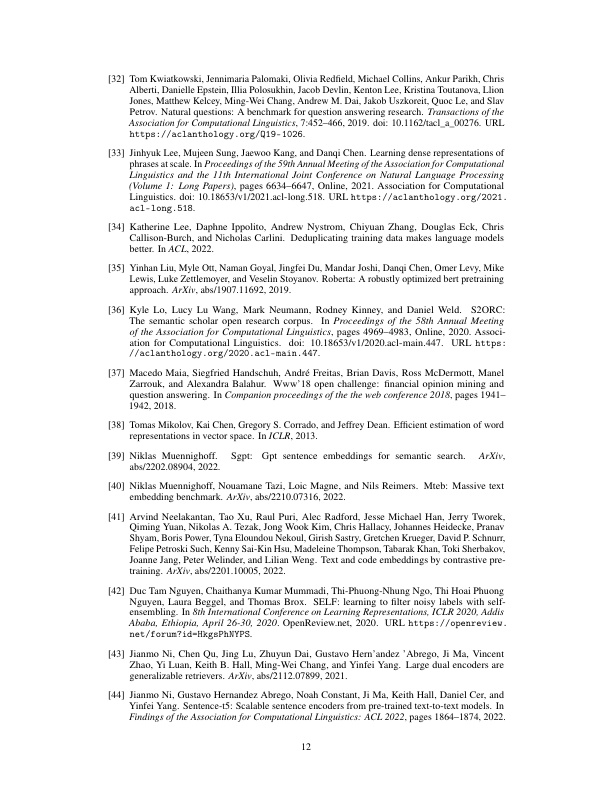 [32] Tom Kwiatkowski, Jennimaria Palomaki, Olivia Redfield, Michael Collins, Ankur Parikh, Chris
Alberti, Danielle Epstein, Illia Polosukhin, Jacob Devlin, Kenton Lee, Kristina Toutanova, Llion
Jones, Matthew Kelcey, Ming-Wei Chang, Andrew M. Dai, Jakob Uszkoreit, Quoc Le, and Slav
Petrov. Natural questions: A benchmark for question answering research. Transactions of the
Association for Computational Linguistics, 7:452–466, 2019. doi: 10.1162/tacl_a_00276. URL
https://aclanthology.org/Q19-1026.
[33] Jinhyuk Lee, Mujeen Sung, Jaewoo Kang, and Danqi Chen. Learning dense representations of
phrases at scale. In Proceedings of the 59th Annual Meeting of the Association for Computational
Linguistics and the 11th International Joint Conference on Natural Language Processing
(Volume 1: Long Papers), pages 6634–6647, Online, 2021. Association for Computational
Linguistics. doi: 10.18653/v1/2021.acl-long.518. URL https://aclanthology.org/2021.
acl-long.518.
[34] Katherine Lee, Daphne Ippolito, Andrew Nystrom, Chiyuan Zhang, Douglas Eck, Chris
Callison-Burch, and Nicholas Carlini. Deduplicating training data makes language models
better. In ACL, 2022.
[35] Yinhan Liu, Myle Ott, Naman Goyal, Jingfei Du, Mandar Joshi, Danqi Chen, Omer Levy, Mike
Lewis, Luke Zettlemoyer, and Veselin Stoyanov. Roberta: A robustly optimized bert pretraining
approach. ArXiv, abs/1907.11692, 2019.
[36] Kyle Lo, Lucy Lu Wang, Mark Neumann, Rodney Kinney, and Daniel Weld. S2ORC:
The semantic scholar open research corpus. In Proceedings of the 58th Annual Meeting
of the Association for Computational Linguistics, pages 4969–4983, Online, 2020. Associ-
ation for Computational Linguistics. doi: 10.18653/v1/2020.acl-main.447. URL https:
//aclanthology.org/2020.acl-main.447.
[37] Macedo Maia, Siegfried Handschuh, André Freitas, Brian Davis, Ross McDermott, Manel
Zarrouk, and Alexandra Balahur. Www'18 open challenge: financial opinion mining and
question answering. In Companion proceedings of the the web conference 2018, pages 1941–
1942, 2018.
[38] Tomas Mikolov, Kai Chen, Gregory S. Corrado, and Jeffrey Dean. Efficient estimation of word
representations in vector space. In ICLR, 2013.
[39] Niklas Muennighoff. Sgpt: Gpt sentence embeddings for semantic search. ArXiv,
abs/2202.08904, 2022.
[40] Niklas Muennighoff, Nouamane Tazi, Loic Magne, and Nils Reimers. Mteb: Massive text
embedding benchmark. ArXiv, abs/2210.07316, 2022.
[41] Arvind Neelakantan, Tao Xu, Raul Puri, Alec Radford, Jesse Michael Han, Jerry Tworek,
Qiming Yuan, Nikolas A. Tezak, Jong Wook Kim, Chris Hallacy, Johannes Heidecke, Pranav
Shyam, Boris Power, Tyna Eloundou Nekoul, Girish Sastry, Gretchen Krueger, David P. Schnurr,
Felipe Petroski Such, Kenny Sai-Kin Hsu, Madeleine Thompson, Tabarak Khan, Toki Sherbakov,
Joanne Jang, Peter Welinder, and Lilian Weng. Text and code embeddings by contrastive pre-
training. ArXiv, abs/2201.10005, 2022.
[42] Duc Tam Nguyen, Chaithanya Kumar Mummadi, Thi-Phuong-Nhung Ngo, Thi Hoai Phuong
Nguyen, Laura Beggel, and Thomas Brox. SELF: learning to filter noisy labels with self-
ensembling. In 8th International Conference on Learning Representations, ICLR 2020, Addis
Ababa, Ethiopia, April 26-30, 2020. OpenReview.net, 2020. URL https://openreview.
net/forum?id=HkgsPhNYPS.
[43] Jianmo Ni, Chen Qu, Jing Lu, Zhuyun Dai, Gustavo Hern'andez 'Abrego, Ji Ma, Vincent
Zhao, Yi Luan, Keith B. Hall, Ming-Wei Chang, and Yinfei Yang. Large dual encoders are
generalizable retrievers. ArXiv, abs/2112.07899, 2021.
[44] Jianmo Ni, Gustavo Hernandez Abrego, Noah Constant, Ji Ma, Keith Hall, Daniel Cer, and
Yinfei Yang. Sentence-t5: Scalable sentence encoders from pre-trained text-to-text models. In
Findings of the Association for Computational Linguistics: ACL 2022, pages 1864–1874, 2022.
12